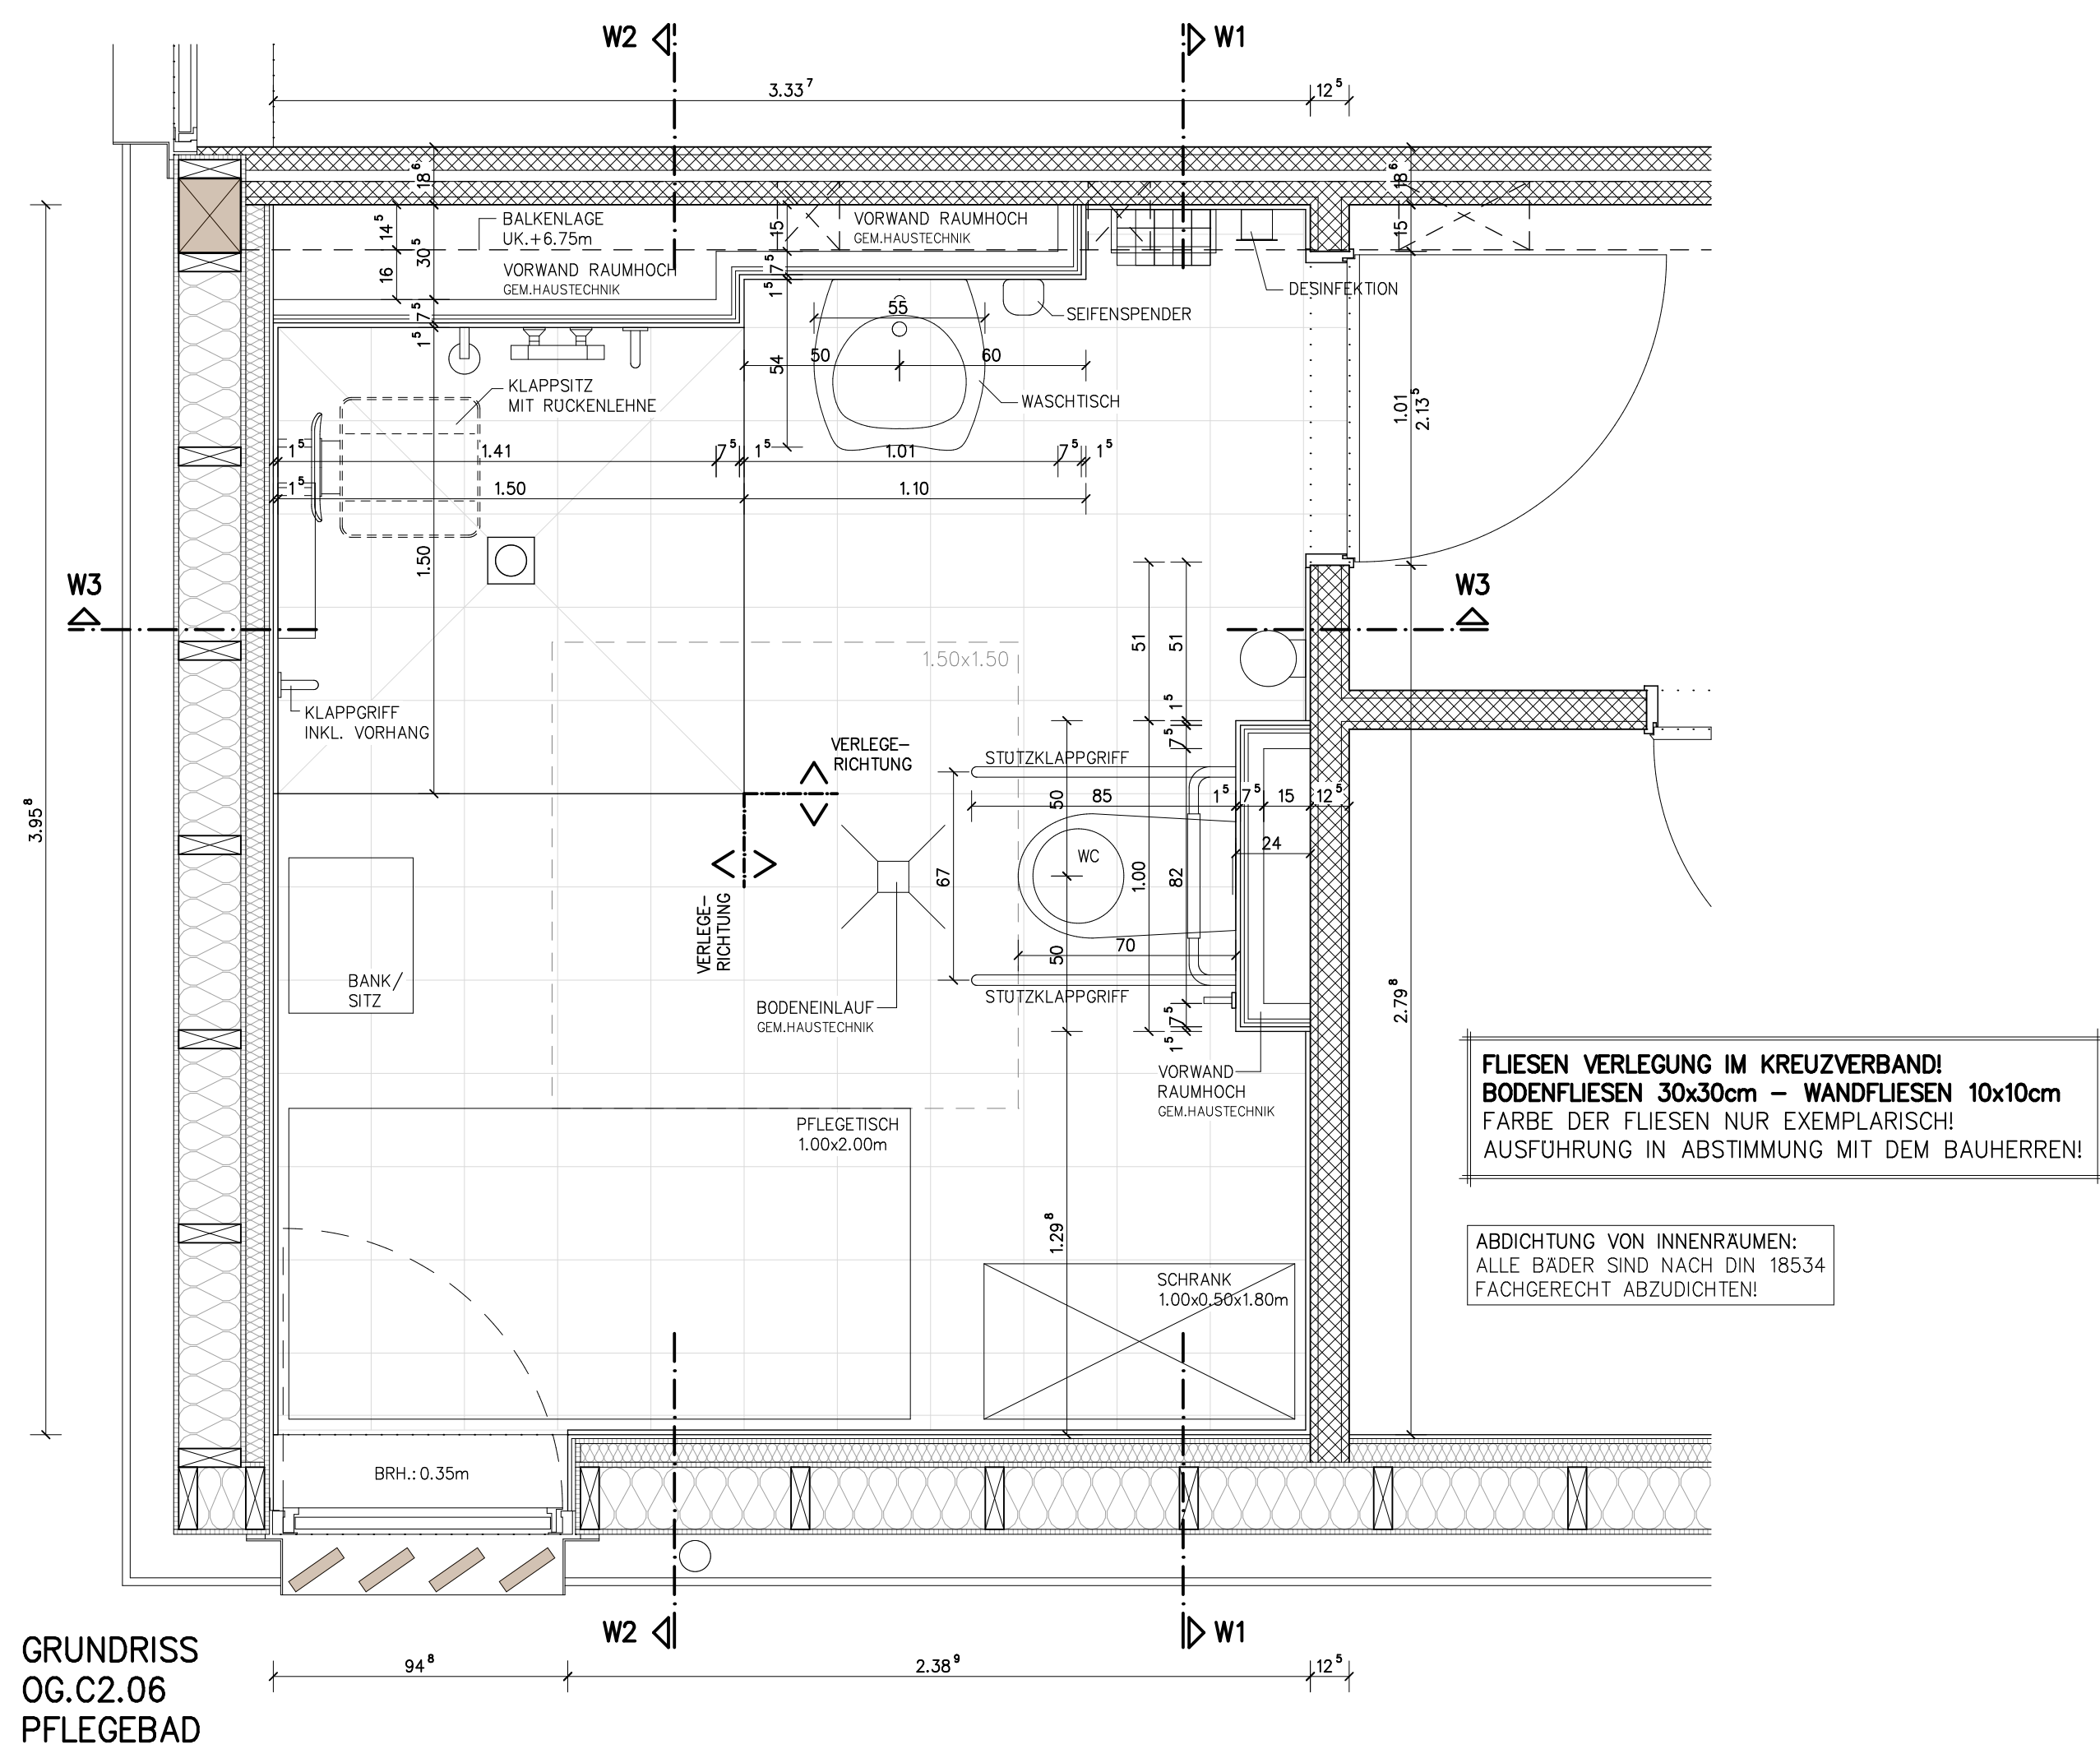 W2
W1
3.33⁷
12⁵
18⁶
18⁶
14⁵
30⁵
16
7⁵
1⁵
BALKENLAGE
UK.+6.75m
VORWAND RAUMHOCH
GEM.HAUSTECHNIK
15
7⁵
1⁵
VORWAND RAUMHOCH
GEM.HAUSTECHNIK
15
DESINFEKTION
SEIFENSPENDER
55
50
60
54
WASCHTISCH
KLAPPSITZ
MIT RÜCKENLEHNE
1.01
2.13⁵
1⁵
1.41
7⁵
1⁵
1.01
7⁵
1⁵
1⁵
1.50
1.10
1.50
W3
W3
51
51
1.50x1.50
KLAPPGRIFF
INKL. VORHANG
1⁵
7⁵
VERLEGE-
RICHTUNG
STÜTZKLAPPGRIFF
3.95⁸
50
85
1⁵
7⁵
15
12⁵
24
WC
67
1.00
82
VERLEGE-
RICHTUNG
70
50
BANK/
SITZ
STÜTZKLAPPGRIFF
BODENEINLAUF
GEM.HAUSTECHNIK
7⁵
1⁵
2.79⁸
VORWAND
RAUMHOCH
GEM.HAUSTECHNIK
FLIESEN VERLEGUNG IM KREUZVERBAND!
BODENFLIESEN 30x30cm – WANDFLIESEN 10x10cm
FARBE DER FLIESEN NUR EXEMPLARISCH!
AUSFÜHRUNG IN ABSTIMMUNG MIT DEM BAUHERREN!
PFLEGETISCH
1.00x2.00m
1.29⁸
ABDICHTUNG VON INNENRÄUMEN:
ALLE BÄDER SIND NACH DIN 18534
FACHGERECHT ABZUDICHTEN!
SCHRANK
1.00x0.50x1.80m
BRH.: 0.35m
W2
W1
94⁸
2.38⁹
12⁵
GRUNDRISS
OG.C2.06
PFLEGEBAD